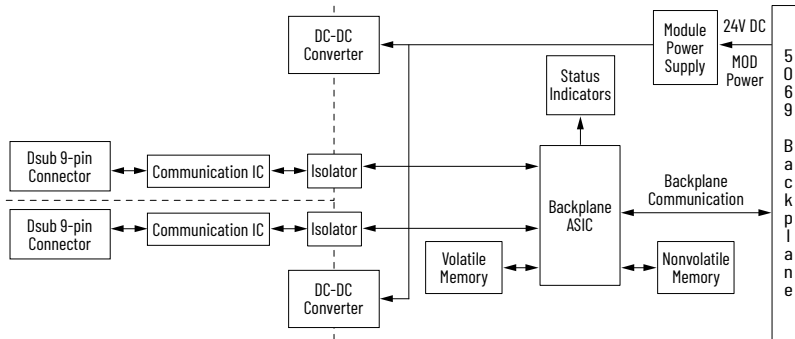 DC-DC
Converter
Module
Power
Supply
24V DC
MOD
Power
5069 Backplane
Status
Indicators
Dsub 9-pin
Connector
Communication IC
Isolator
Backplane
ASIC
Backplane
Communication
Dsub 9-pin
Connector
Communication IC
Isolator
Volatile
Memory
Nonvolatile
Memory
DC-DC
Converter